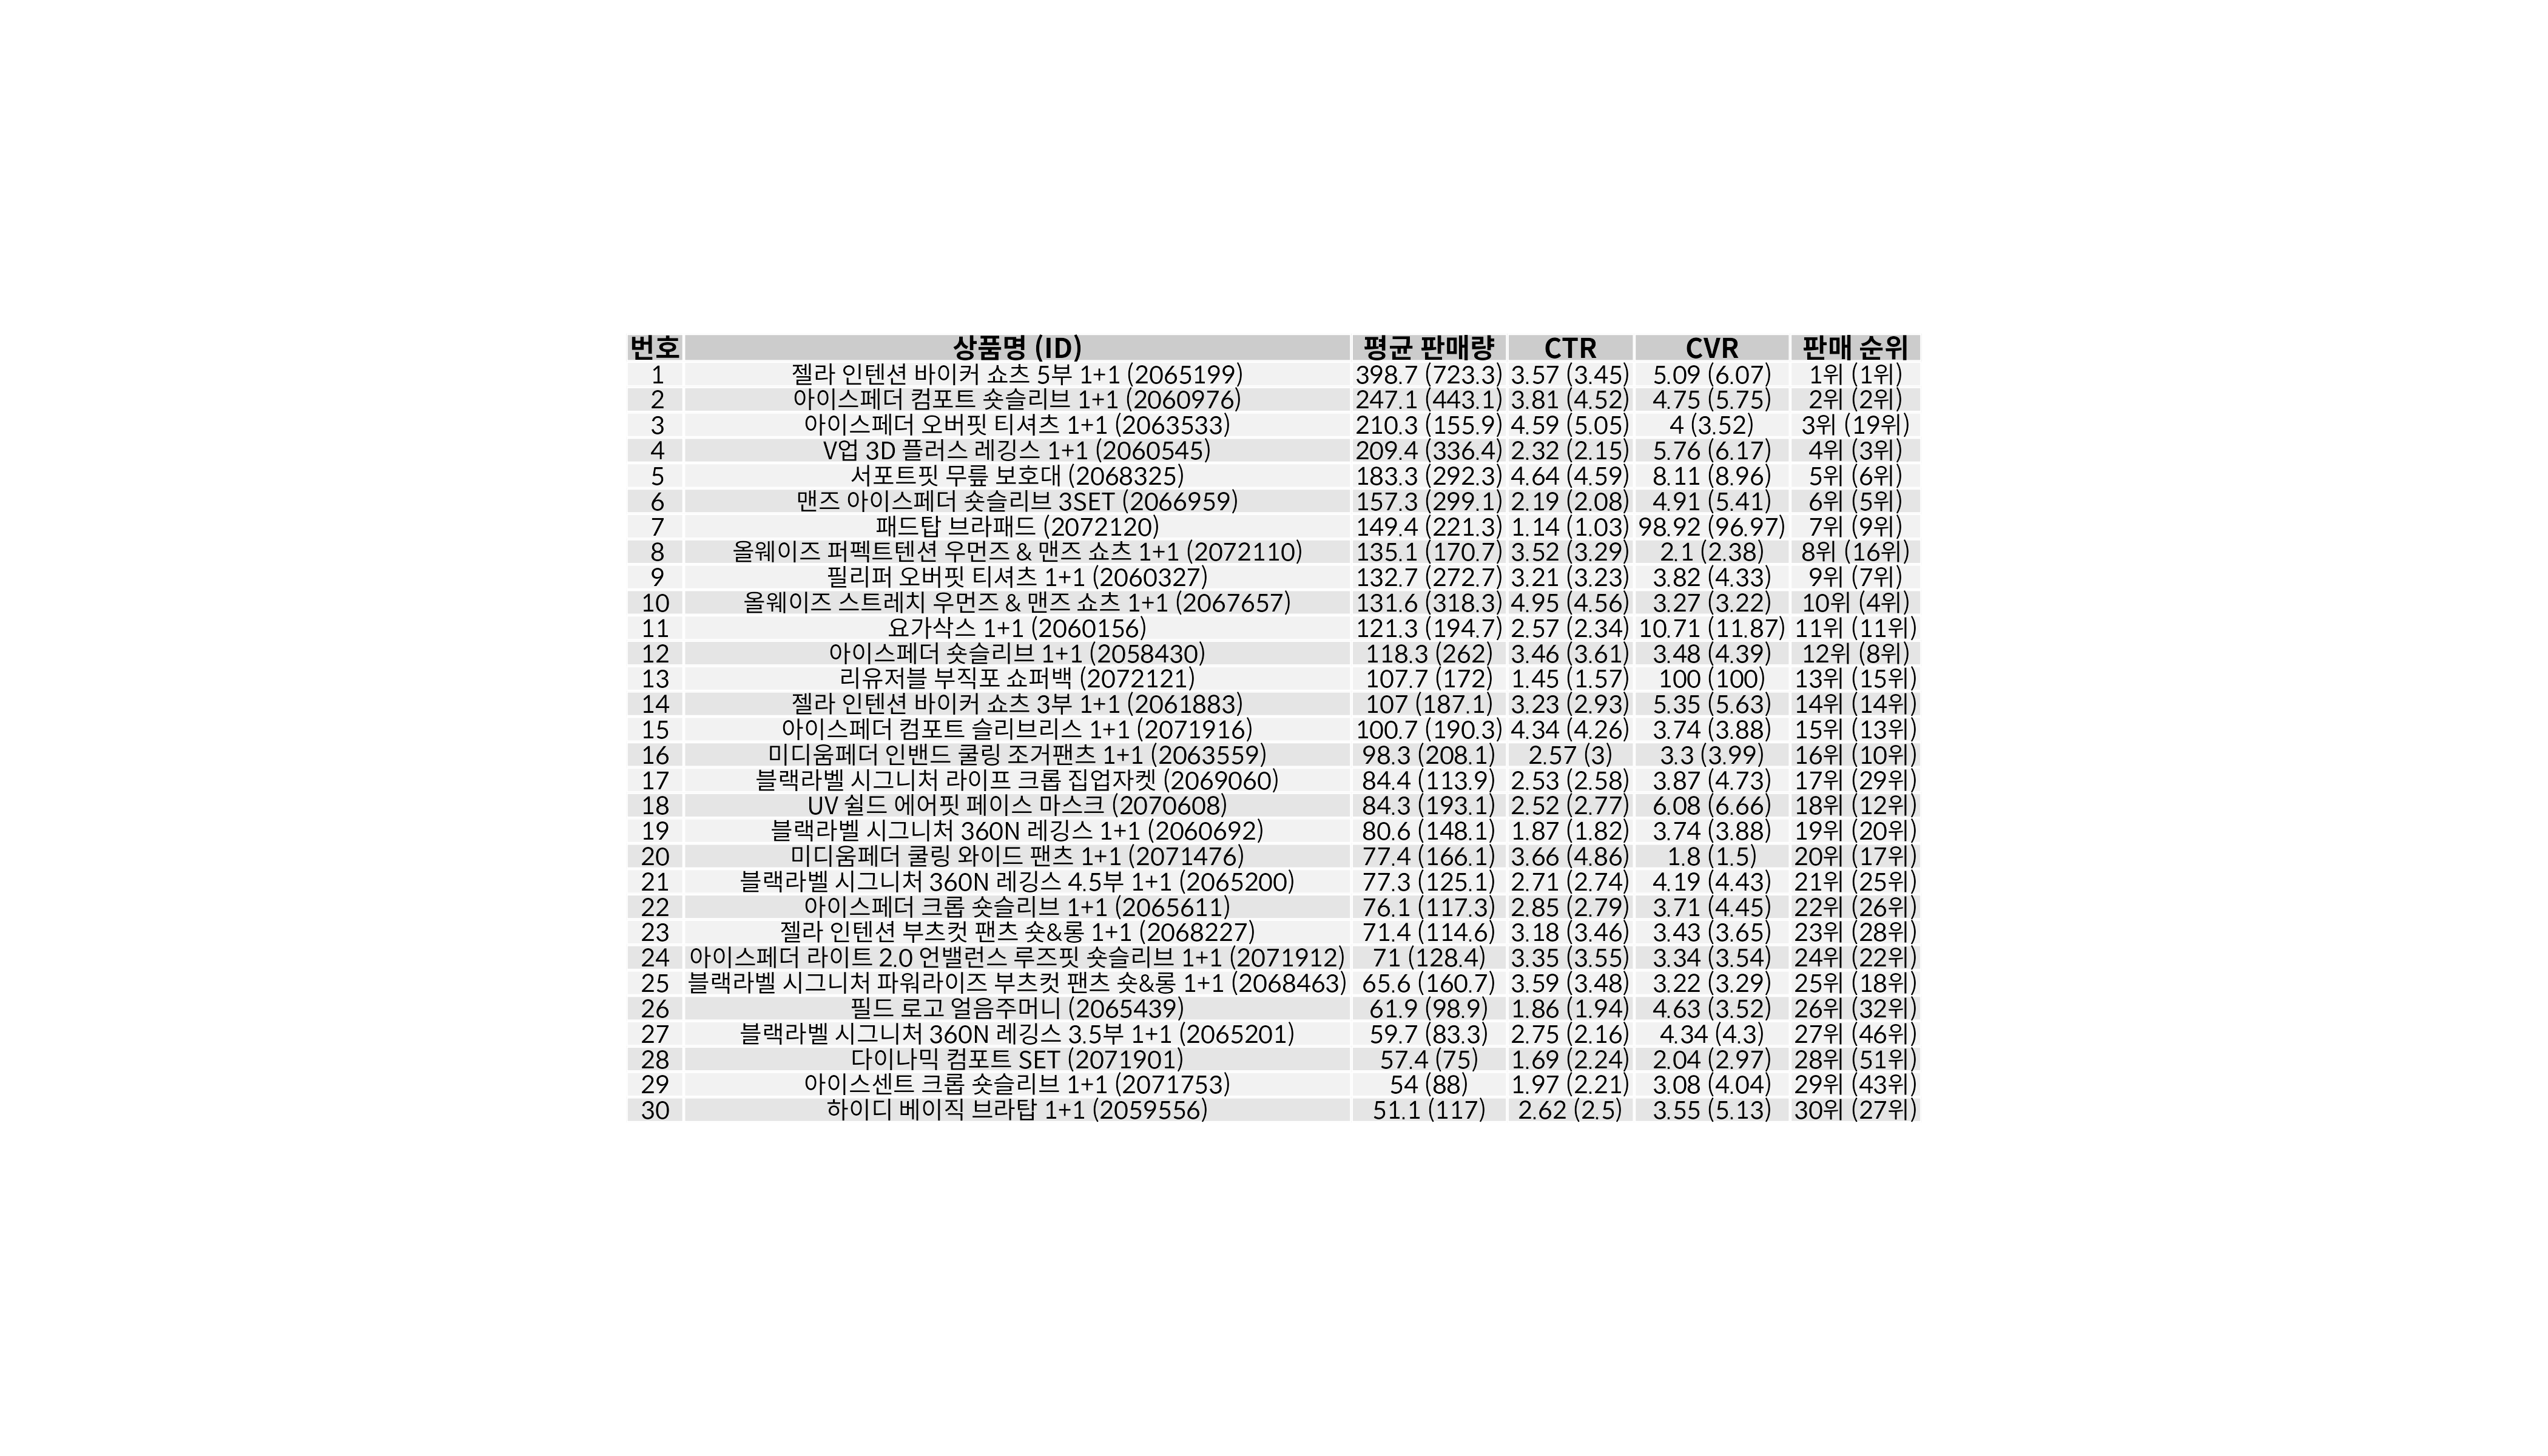 번호 상품명 (ID) 평균 판매량 CTR CVR 판매 순위
1 젤라 인텐션 바이커 쇼츠 5부 1+1 (2065199) 398.7 (723.3) 3.57 (3.45) 5.09 (6.07) 1위 (1위)
2 아이스페더 컴포트 숏슬리브 1+1 (2060976) 247.1 (443.1) 3.81 (4.52) 4.75 (5.75) 2위 (2위)
3 아이스페더 오버핏 티셔츠 1+1 (2063533) 210.3 (155.9) 4.59 (5.05) 4 (3.52) 3위 (19위)
4 V업 3D 플러스 레깅스 1+1 (2060545) 209.4 (336.4) 2.32 (2.15) 5.76 (6.17) 4위 (3위)
5 서포트핏 무릎 보호대 (2068325) 183.3 (292.3) 4.64 (4.59) 8.11 (8.96) 5위 (6위)
6 맨즈 아이스페더 숏슬리브 3SET (2066959) 157.3 (299.1) 2.19 (2.08) 4.91 (5.41) 6위 (5위)
7 패드탑 브라패드 (2072120) 149.4 (221.3) 1.14 (1.03) 98.92 (96.97) 7위 (9위)
8 올웨이즈 퍼펙트텐션 우먼즈 & 맨즈 쇼츠 1+1 (2072110) 135.1 (170.7) 3.52 (3.29) 2.1 (2.38) 8위 (16위)
9 필리퍼 오버핏 티셔츠 1+1 (2060327) 132.7 (272.7) 3.21 (3.23) 3.82 (4.33) 9위 (7위)
10 올웨이즈 스트레치 우먼즈 & 맨즈 쇼츠 1+1 (2067657) 131.6 (318.3) 4.95 (4.56) 3.27 (3.22) 10위 (4위)
11 요가삭스 1+1 (2060156) 121.3 (194.7) 2.57 (2.34) 10.71 (11.87) 11위 (11위)
12 아이스페더 숏슬리브 1+1 (2058430) 118.3 (262) 3.46 (3.61) 3.48 (4.39) 12위 (8위)
13 리유저블 부직포 쇼퍼백 (2072121) 107.7 (172) 1.45 (1.57) 100 (100) 13위 (15위)
14 젤라 인텐션 바이커 쇼츠 3부 1+1 (2061883) 107 (187.1) 3.23 (2.93) 5.35 (5.63) 14위 (14위)
15 아이스페더 컴포트 슬리브리스 1+1 (2071916) 100.7 (190.3) 4.34 (4.26) 3.74 (3.88) 15위 (13위)
16 미디움페더 인밴드 쿨링 조거팬츠 1+1 (2063559) 98.3 (208.1) 2.57 (3) 3.3 (3.99) 16위 (10위)
17 블랙라벨 시그니처 라이프 크롭 집업자켓 (2069060) 84.4 (113.9) 2.53 (2.58) 3.87 (4.73) 17위 (29위)
18 UV 쉴드 에어핏 페이스 마스크 (2070608) 84.3 (193.1) 2.52 (2.77) 6.08 (6.66) 18위 (12위)
19 블랙라벨 시그니처 360N 레깅스 1+1 (2060692) 80.6 (148.1) 1.87 (1.82) 3.74 (3.88) 19위 (20위)
20 미디움페더 쿨링 와이드 팬츠 1+1 (2071476) 77.4 (166.1) 3.66 (4.86) 1.8 (1.5) 20위 (17위)
21 블랙라벨 시그니처 360N 레깅스 4.5부 1+1 (2065200) 77.3 (125.1) 2.71 (2.74) 4.19 (4.43) 21위 (25위)
22 아이스페더 크롭 숏슬리브 1+1 (2065611) 76.1 (117.3) 2.85 (2.79) 3.71 (4.45) 22위 (26위)
23 젤라 인텐션 부츠컷 팬츠 숏&롱 1+1 (2068227) 71.4 (114.6) 3.18 (3.46) 3.43 (3.65) 23위 (28위)
24 아이스페더 라이트 2.0 언밸런스 루즈핏 숏슬리브 1+1 (2071912) 71 (128.4) 3.35 (3.55) 3.34 (3.54) 24위 (22위)
25 블랙라벨 시그니처 파워라이즈 부츠컷 팬츠 숏&롱 1+1 (2068463) 65.6 (160.7) 3.59 (3.48) 3.22 (3.29) 25위 (18위)
26 필드 로고 얼음주머니 (2065439) 61.9 (98.9) 1.86 (1.94) 4.63 (3.52) 26위 (32위)
27 블랙라벨 시그니처 360N 레깅스 3.5부 1+1 (2065201) 59.7 (83.3) 2.75 (2.16) 4.34 (4.3) 27위 (46위)
28 다이나믹 컴포트 SET (2071901) 57.4 (75) 1.69 (2.24) 2.04 (2.97) 28위 (51위)
29 아이스센트 크롭 숏슬리브 1+1 (2071753) 54 (88) 1.97 (2.21) 3.08 (4.04) 29위 (43위)
30 하이디 베이직 브라탑 1+1 (2059556) 51.1 (117) 2.62 (2.5) 3.55 (5.13) 30위 (27위)